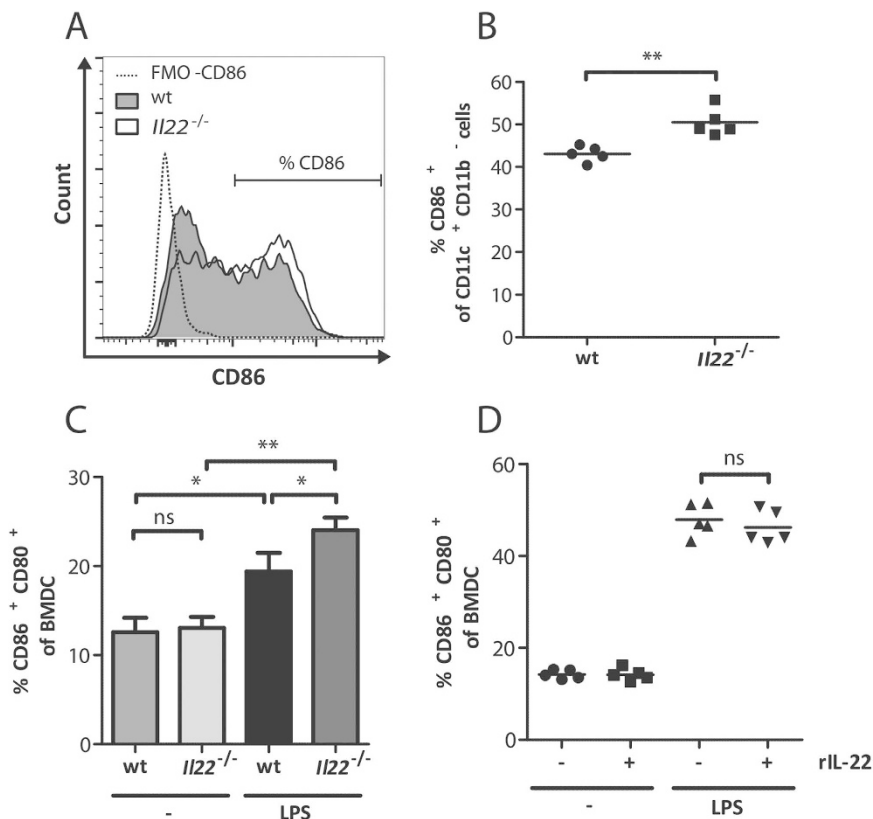 A
FMO -CD86
wt
Il22-/-
% CD86
Count
CD86
B
**
60
50
40
30
20
10
0
% CD86 + of CD11c + CD11b - cells
wt
Il22-/-
C
**
*
*
ns
30
20
10
0
% CD86 + CD80 + of BMDC
wt
Il22-/-
wt
Il22-/-
-
LPS
D
ns
60
40
20
0
% CD86 + CD80 + of BMDC
- + - + rIL-22
-
LPS